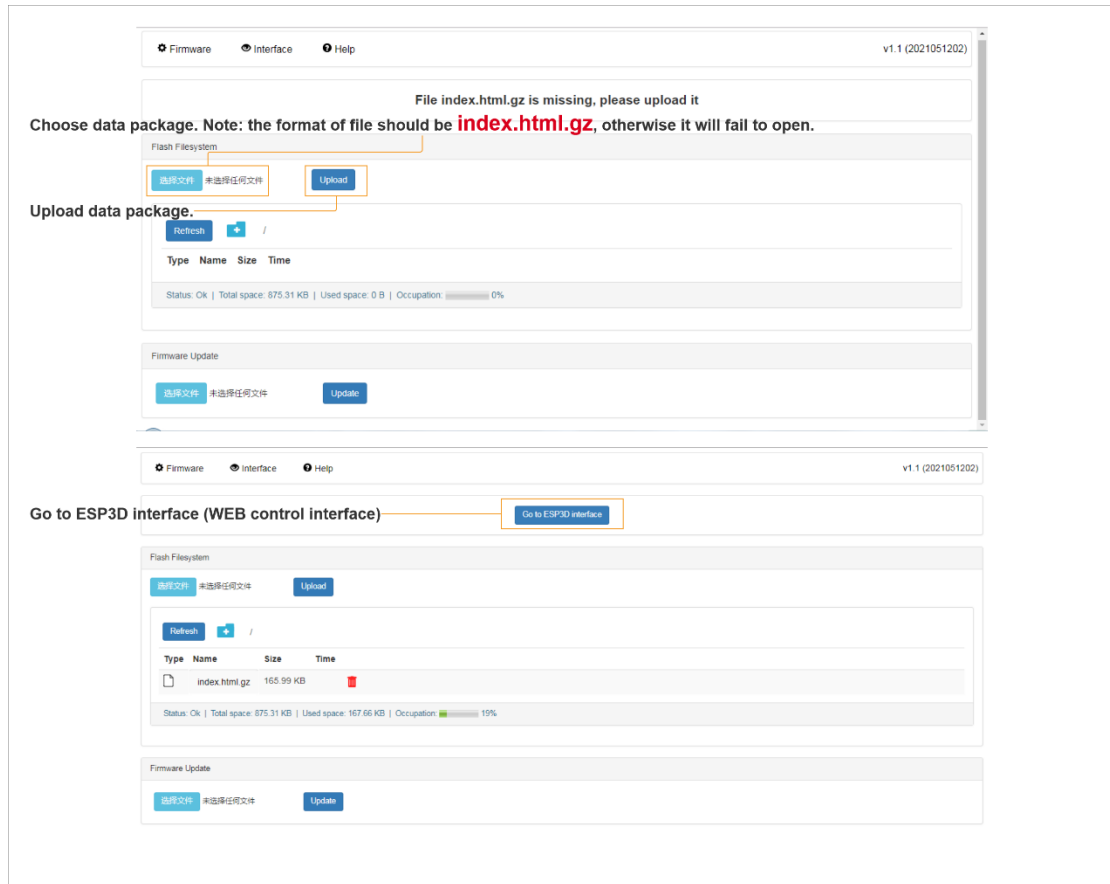 Firmware Interface Help v1.1 (2021051202)
File index.html.gz is missing, please upload it
Choose data package. Note: the format of file should be index.html.gz, otherwise it will fail to open.
Flash Filesystem
选择文件 未选择任何文件 Upload
Upload data package.
Refresh /
Type Name Size Time
Status: Ok | Total space: 875.31 KB | Used space: 0 B | Occupation: 0%
Firmware Update
选择文件 未选择任何文件 Update
Firmware Interface Help v1.1 (2021051202)
Go to ESP3D interface (WEB control interface) Go to ESP3D interface
Flash Filesystem
选择文件 未选择任何文件 Upload
Refresh /
Type Name Size Time
index.html.gz 165.99 KB
Status: Ok | Total space: 875.31 KB | Used space: 167.66 KB | Occupation: 19%
Firmware Update
选择文件 未选择任何文件 Update